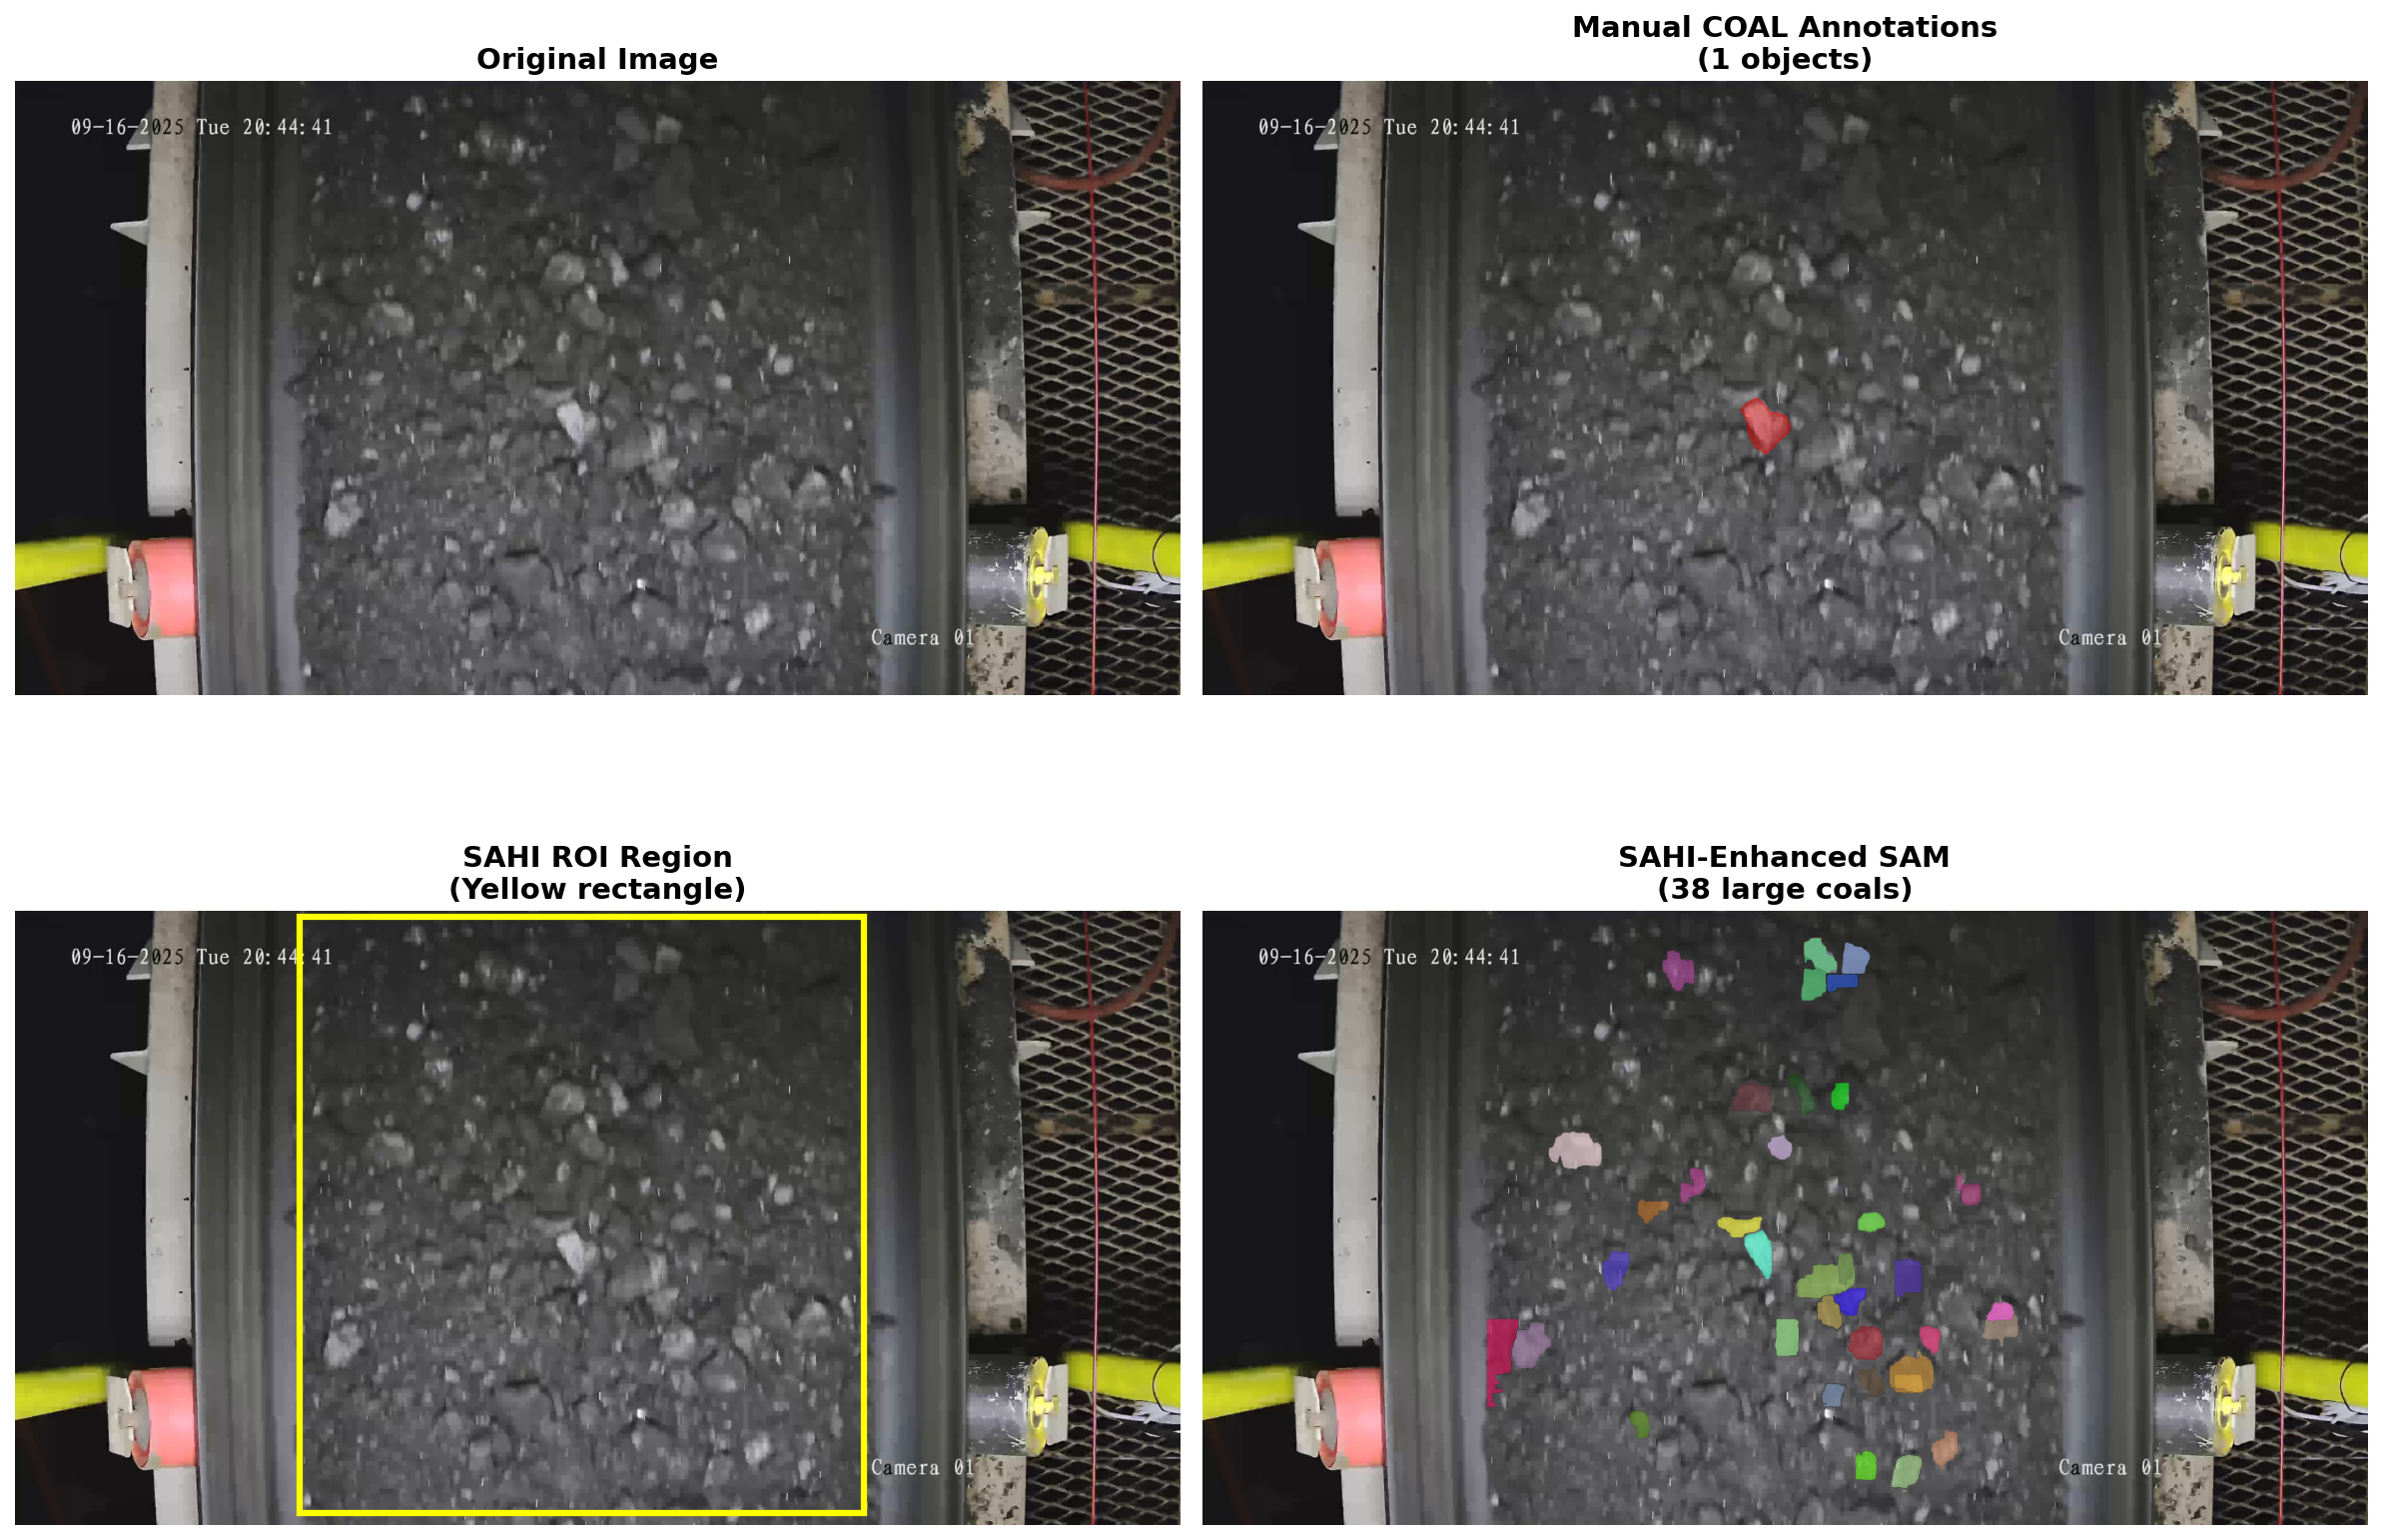 Original Image
09-16-2025 Tue 20:44:41
Camera 01
Manual COAL Annotations
(1 objects)
09-16-2025 Tue 20:44:41
Camera 01
SAHI ROI Region
(Yellow rectangle)
09-16-2025 Tue 20:44:41
Camera 01
SAHI-Enhanced SAM
(38 large coals)
09-16-2025 Tue 20:44:41
Camera 01